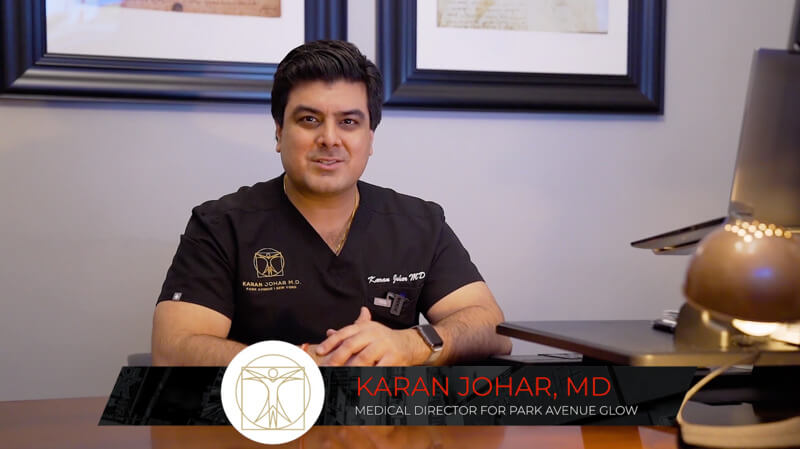 KARAN JOHAR M.D.
PARK AVENUE | NEW YORK
Karan Johar MD
KARAN JOHAR, MD
MEDICAL DIRECTOR FOR PARK AVENUE GLOW